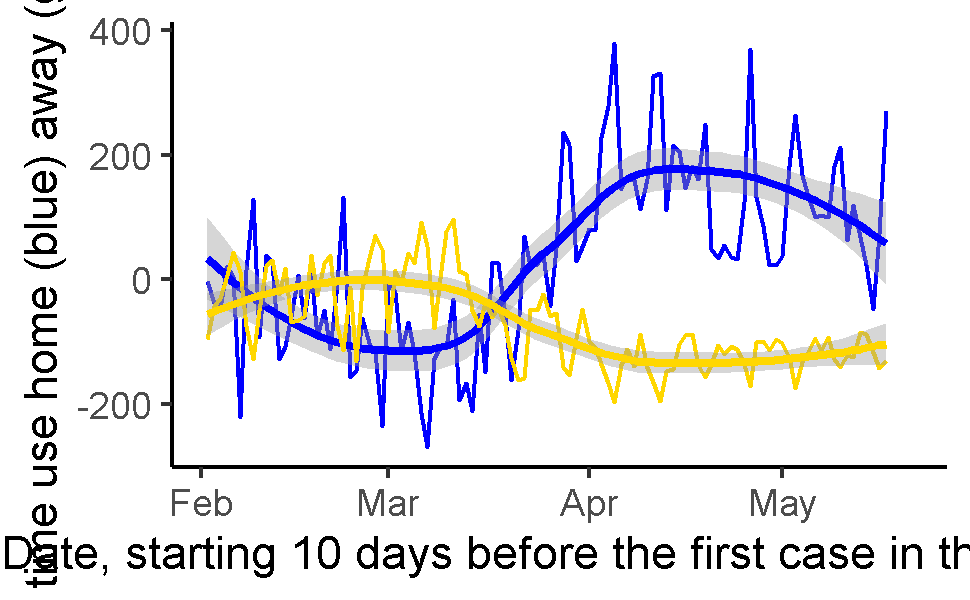 time use home (blue) away (
400
200
0
-200
Feb Mar Apr May
Date, starting 10 days before the first case in th